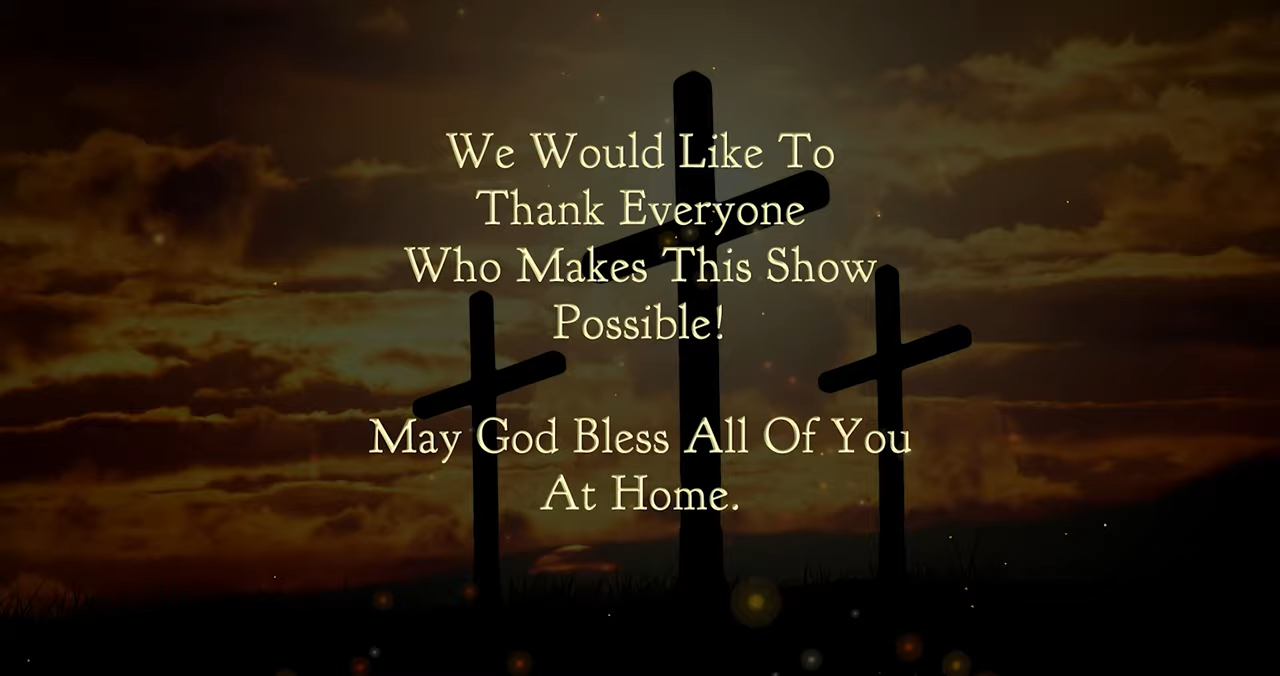 We Would Like To
Thank Everyone
Who Makes This Show
Possible!
May God Bless All Of You
At Home.